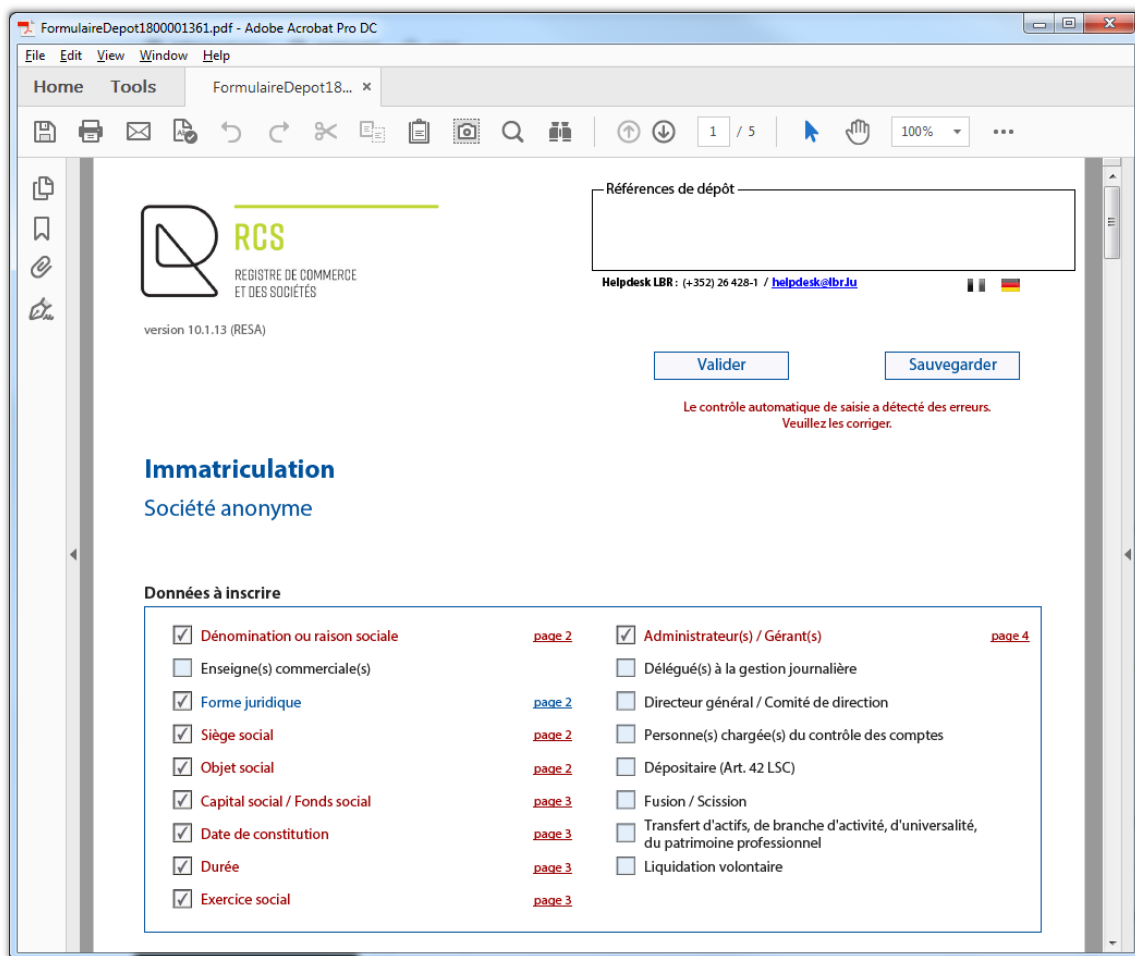 FormulaireDepot1800001361.pdf - Adobe Acrobat Pro DC
File Edit View Window Help
Home Tools FormulaireDepot18... ×
1 / 5 100%
Références de dépôt
RCS
REGISTRE DE COMMERCE
ET DES SOCIÉTÉS
Helpdesk LBR : (+352) 26 428-1 / helpdesk@lbr.lu
version 10.1.13 (RESA)
Valider Sauvegarder
Le contrôle automatique de saisie a détecté des erreurs.
Veuillez les corriger.
Immatriculation
Société anonyme
Données à inscrire
Dénomination ou raison sociale page 2
Enseigne(s) commerciale(s)
Forme juridique page 2
Siège social page 2
Objet social page 2
Capital social / Fonds social page 3
Date de constitution page 3
Durée page 3
Exercice social page 3
Administrateur(s) / Gérant(s) page 4
Délégué(s) à la gestion journalière
Directeur général / Comité de direction
Personne(s) chargée(s) du contrôle des comptes
Dépositaire (Art. 42 LSC)
Fusion / Scission
Transfert d'actifs, de branche d'activité, d'universalité,
du patrimoine professionnel
Liquidation volontaire